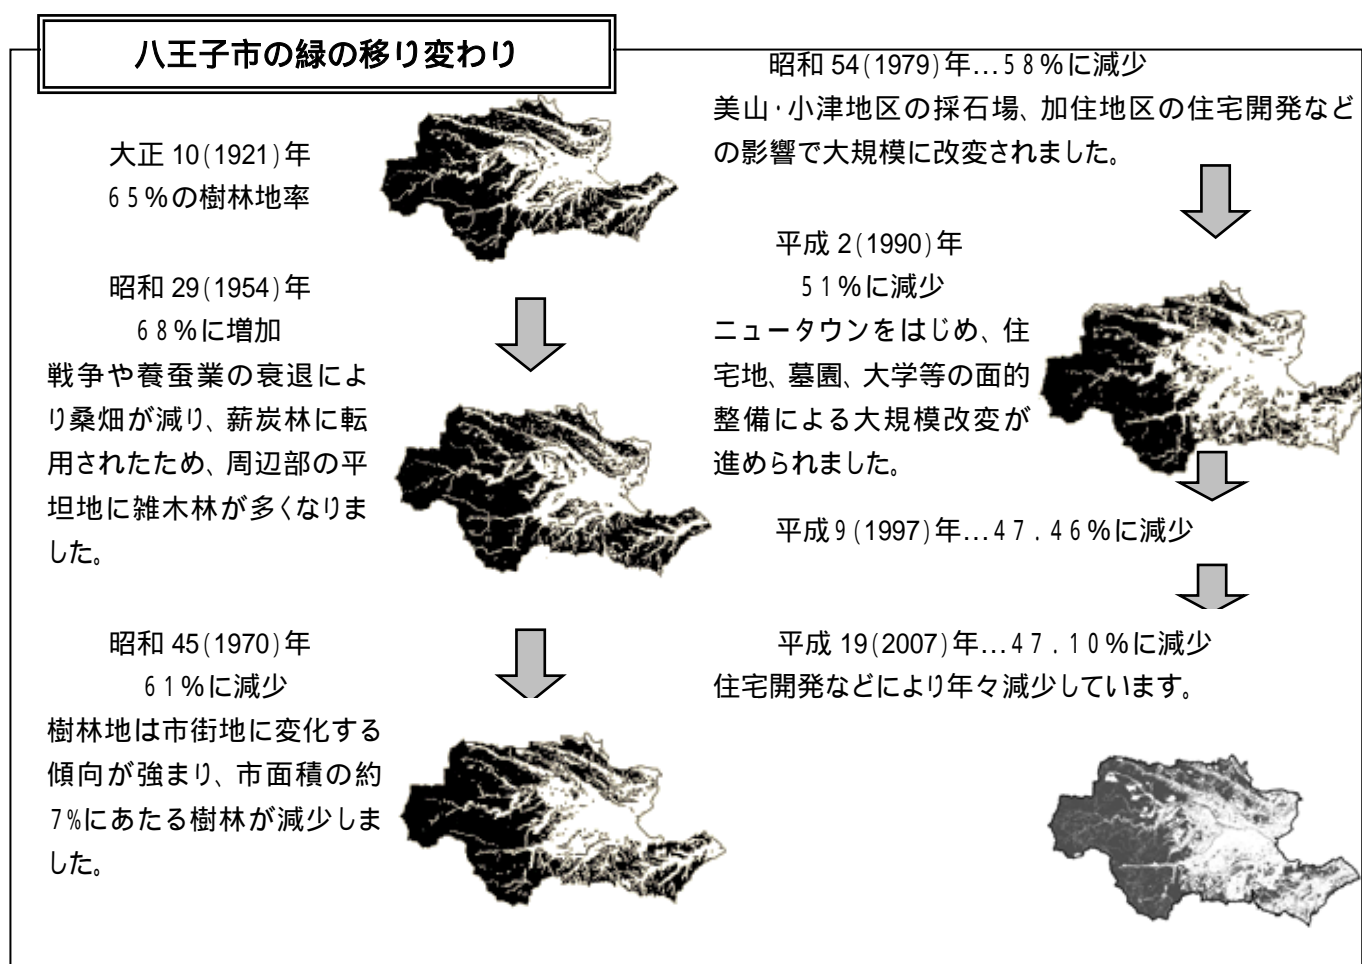 八王子市の緑の移り変わり
大正10(1921)年
65%の樹林地率
昭和29(1954)年
68%に増加
戦争や養蚕業の衰退によ
り桑畑が減り、薪炭林に転
用されたため、周辺部の平
坦地に雑木林が多くなりま
した。
昭和45(1970)年
61%に減少
樹林地は市街地に変化する
傾向が強まり、市面積の約
7%にあたる樹林が減少しま
した。
昭和54(1979)年…58%に減少
美山・小津地区の採石場、加住地区の住宅開発など
の影響で大規模に改変されました。
平成2(1990)年
51%に減少
ニュータウンをはじめ、住
宅地、墓園、大学等の面的
整備による大規模改変が
進められました。
平成9(1997)年…47.46%に減少
平成19(2007)年…47.10%に減少
住宅開発などにより年々減少しています。